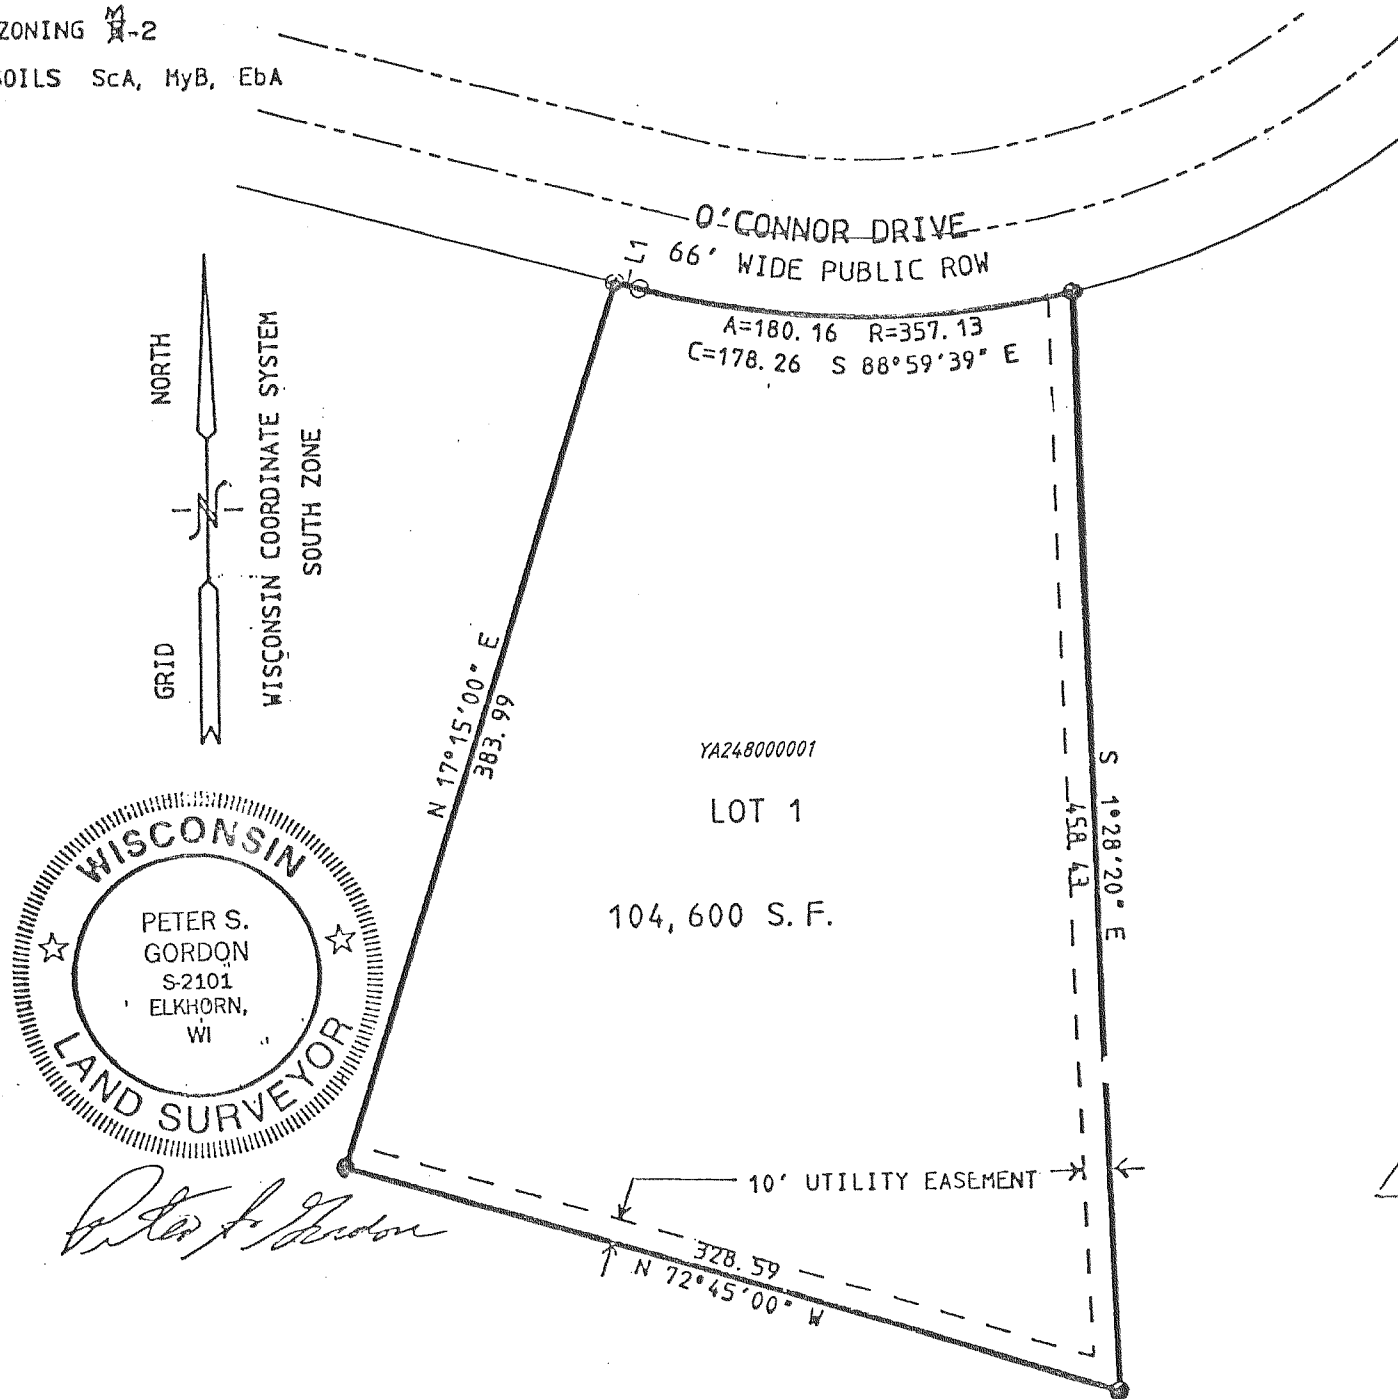 ZONING M-2
SOILS ScA, MyB, EbA
O'CONNOR DRIVE
66' WIDE PUBLIC ROW
L1
A=180.16 R=357.13
C=178.26 S 88°59'39" E
NORTH
GRID
WISCONSIN COORDINATE SYSTEM
SOUTH ZONE
N 17°15'00" E
383.99
YA248000001
LOT 1
104,600 S.F.
S 1°28'20" E
458.43
WISCONSIN
PETER S.
GORDON
S-2101
ELKHORN,
WI
LAND SURVEYOR
Peter S. Gordon
10' UTILITY EASEMENT
328.59
N 72°45'00" W